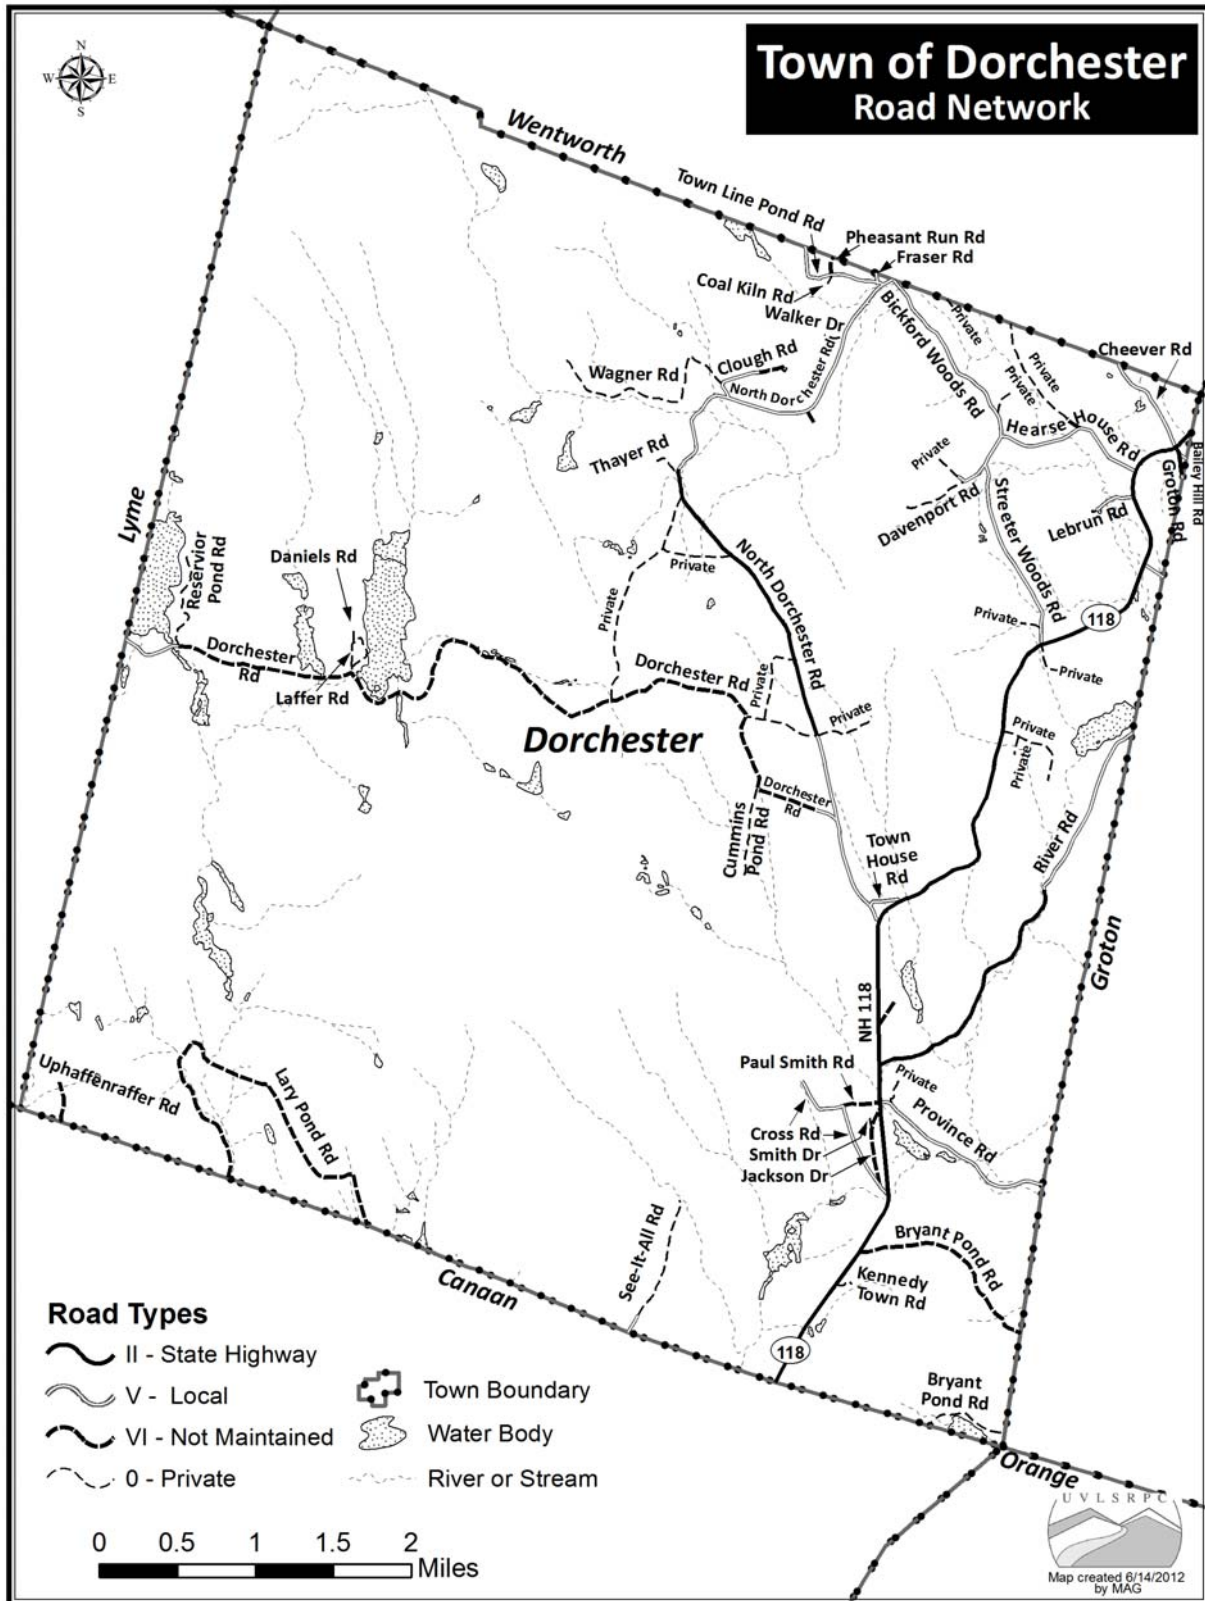 Town of Dorchester
Road Network
N
W
E
S
Wentworth
Town Line Pond Rd
Pheasant Run Rd
Fraser Rd
Coal Kiln Rd
Walker Dr
Bickford Woods Rd
Private
Cheever Rd
Private
Private
Clough Rd
Wagner Rd
North Dorchester Rd
Hearse House Rd
Thayer Rd
Private
Groton Rd
Bailey Hill Rd
Davenport Rd
Lebrun Rd
Streeter Woods Rd
Lyme
Reservior
Pond Rd
Daniels Rd
North Dorchester Rd
Private
Private
Private
118
Dorchester
Rd
Laffer Rd
Dorchester Rd
Private
Private
Private
Dorchester
Private
Private
Dorchester
Rd
Cummins
Pond Rd
Town
House
Rd
River Rd
Groton
NH 118
Paul Smith Rd
Private
Province Rd
Cross Rd
Smith Dr
Jackson Dr
Uphaffenraffer Rd
Lary Pond Rd
See-It-All Rd
Bryant Pond Rd
Kennedy
Town Rd
Canaan
118
Bryant
Pond Rd
Orange
Road Types
II - State Highway
V - Local
VI - Not Maintained
0 - Private
Town Boundary
Water Body
River or Stream
0 0.5 1 1.5 2
Miles
UVLSRPC
Map created 6/14/2012
by MAG